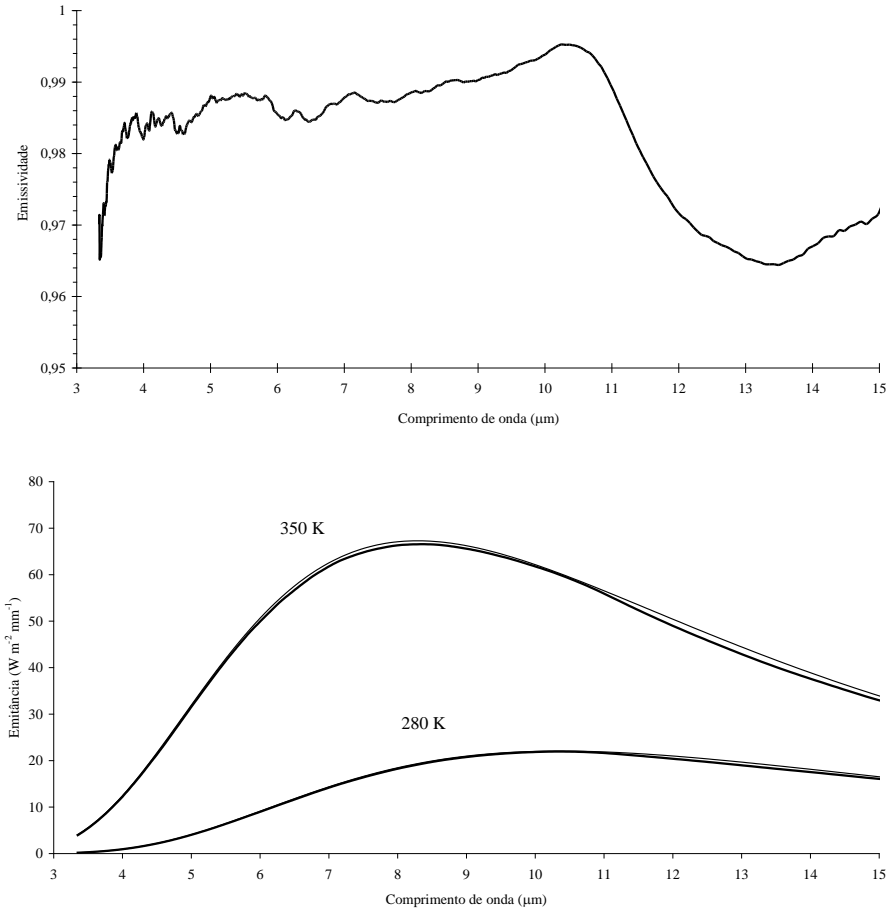 1
0,99
0,98
0,97
0,96
0,95
Emissividade
3 4 5 6 7 8 9 10 11 12 13 14 15
Comprimento de onda (μm)
80
70
60
50
40
30
20
10
0
Emitância (W m-2 mm-1)
350 K
280 K
3 4 5 6 7 8 9 10 11 12 13 14 15
Comprimento de onda (μm)